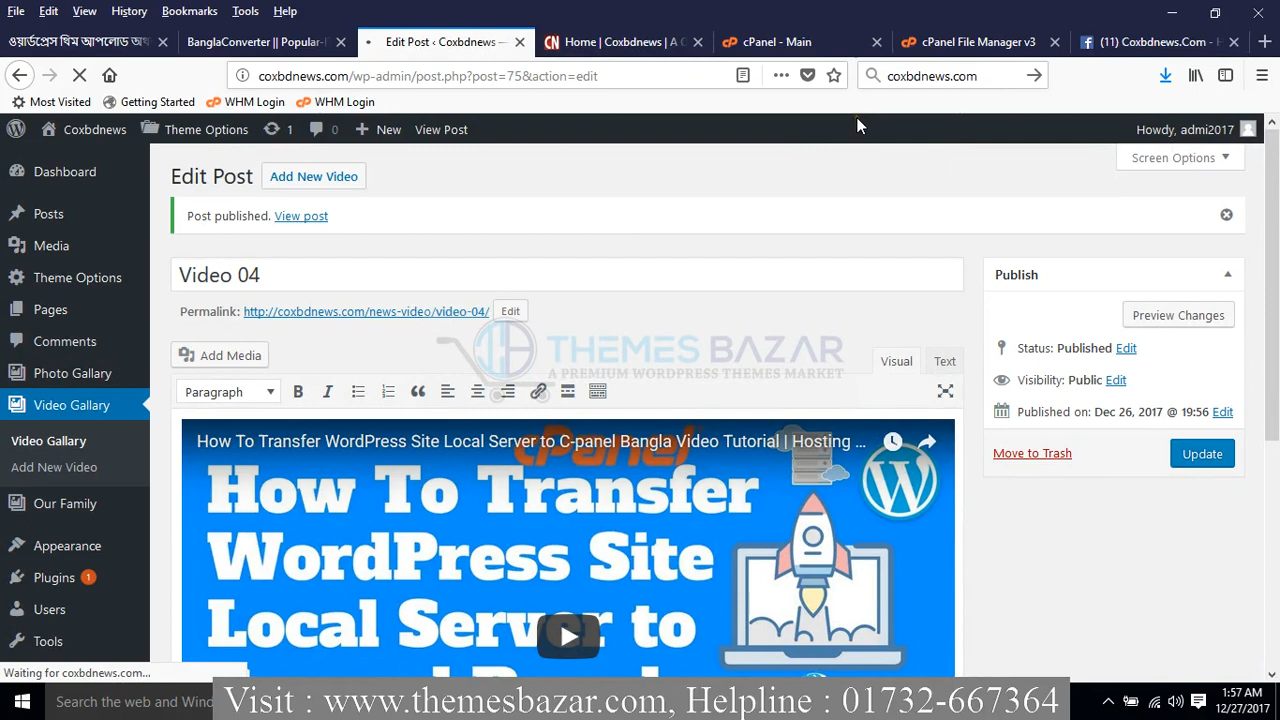 File Edit View History Bookmarks Tools Help
ওয়ার্ডপ্রেস থিম আপলোড অথ
BanglaConverter || Popular-I
Edit Post ‹ Coxbdnews —
CN Home | Coxbdnews | A C
cPanel - Main
cPanel File Manager v3
(11) Coxbdnews.Com - H
coxbdnews.com/wp-admin/post.php?post=75&action=edit
coxbdnews.com
Most Visited Getting Started WHM Login WHM Login
Coxbdnews Theme Options 1 0 New View Post Howdy, admi2017
Screen Options
Dashboard
Posts
Media
Theme Options
Pages
Comments
Photo Gallary
Video Gallary
Video Gallary
Add New Video
Our Family
Appearance
Plugins 1
Users
Tools
Edit Post Add New Video
Post published. View post
Video 04
Permalink: http://coxbdnews.com/news-video/video-04/ Edit
THEMES BAZAR
A PREMIUM WORDPRESS THEMES MARKET
Add Media
Visual Text
Paragraph
How To Transfer WordPress Site Local Server to C-panel Bangla Video Tutorial | Hosting ...
cPanel
How To Transfer
WordPress Site
Local Server to
Publish
Preview Changes
Status: Published Edit
Visibility: Public Edit
Published on: Dec 26, 2017 @ 19:56 Edit
Move to Trash Update
Waiting for coxbdnews.com...
Search the web and Wind
Visit : www.themesbazar.com, Helpline : 01732-667364
1:57 AM
12/27/2017